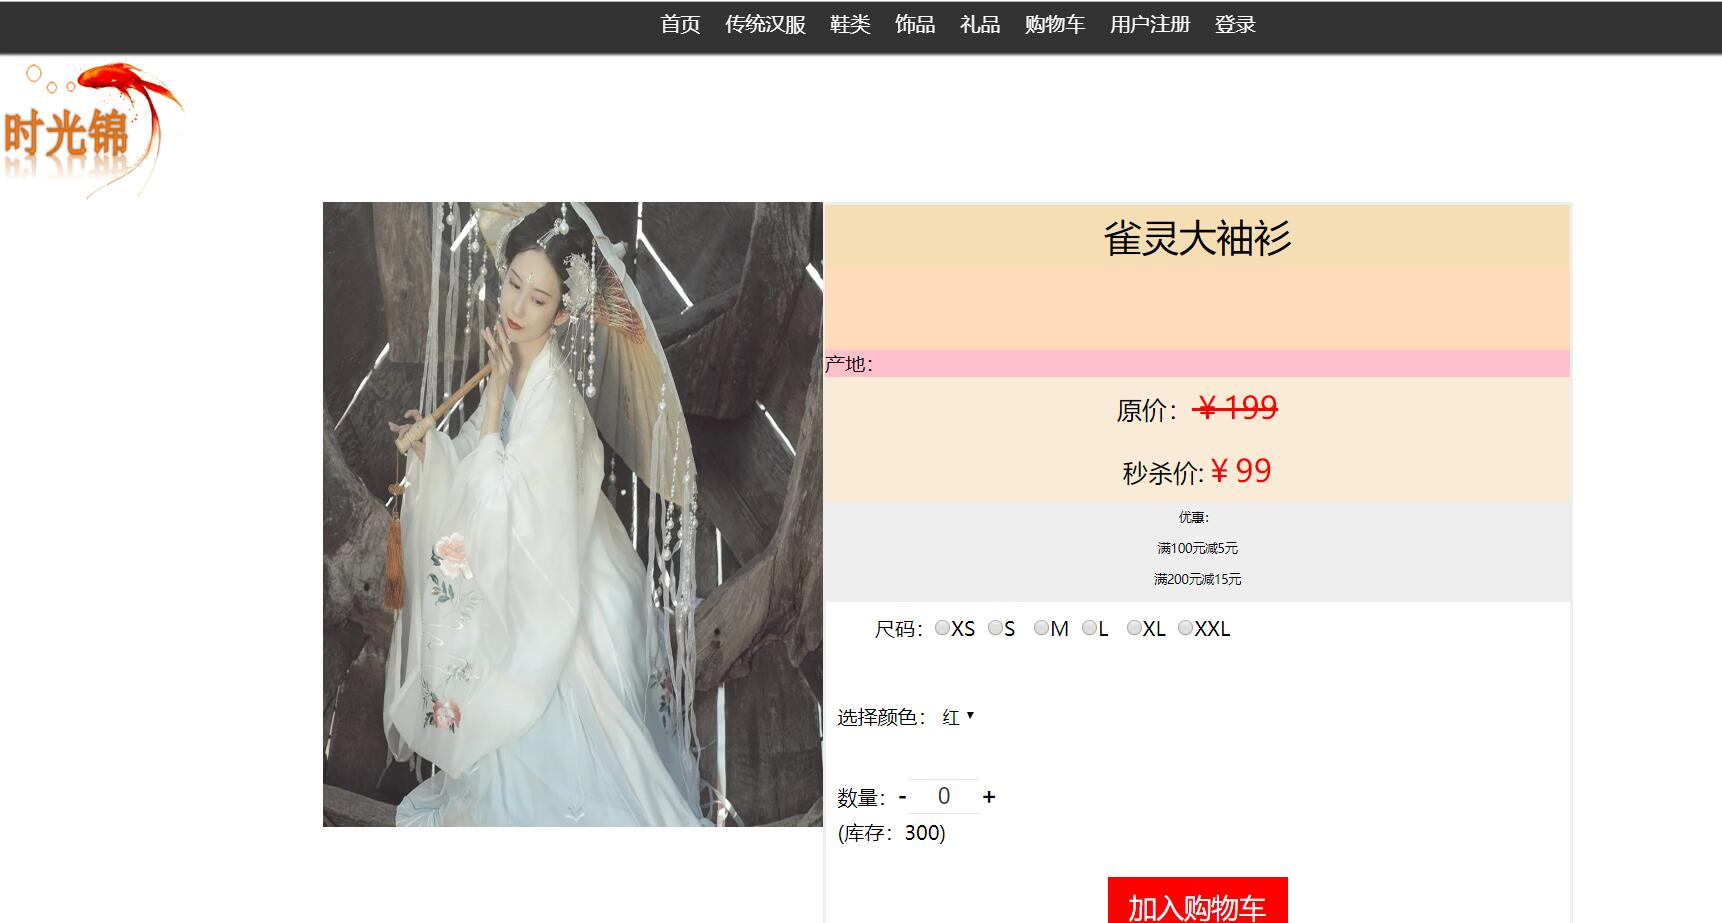 首页 传统汉服 鞋类 饰品 礼品 购物车 用户注册 登录
时光锦
雀灵大袖衫
产地：
原价：￥199
秒杀价:￥99
优惠：
满100元减5元
满200元减15元
尺码：XS S M L XL XXL
选择颜色： 红
数量：- 0 +
(库存：300)
加入购物车